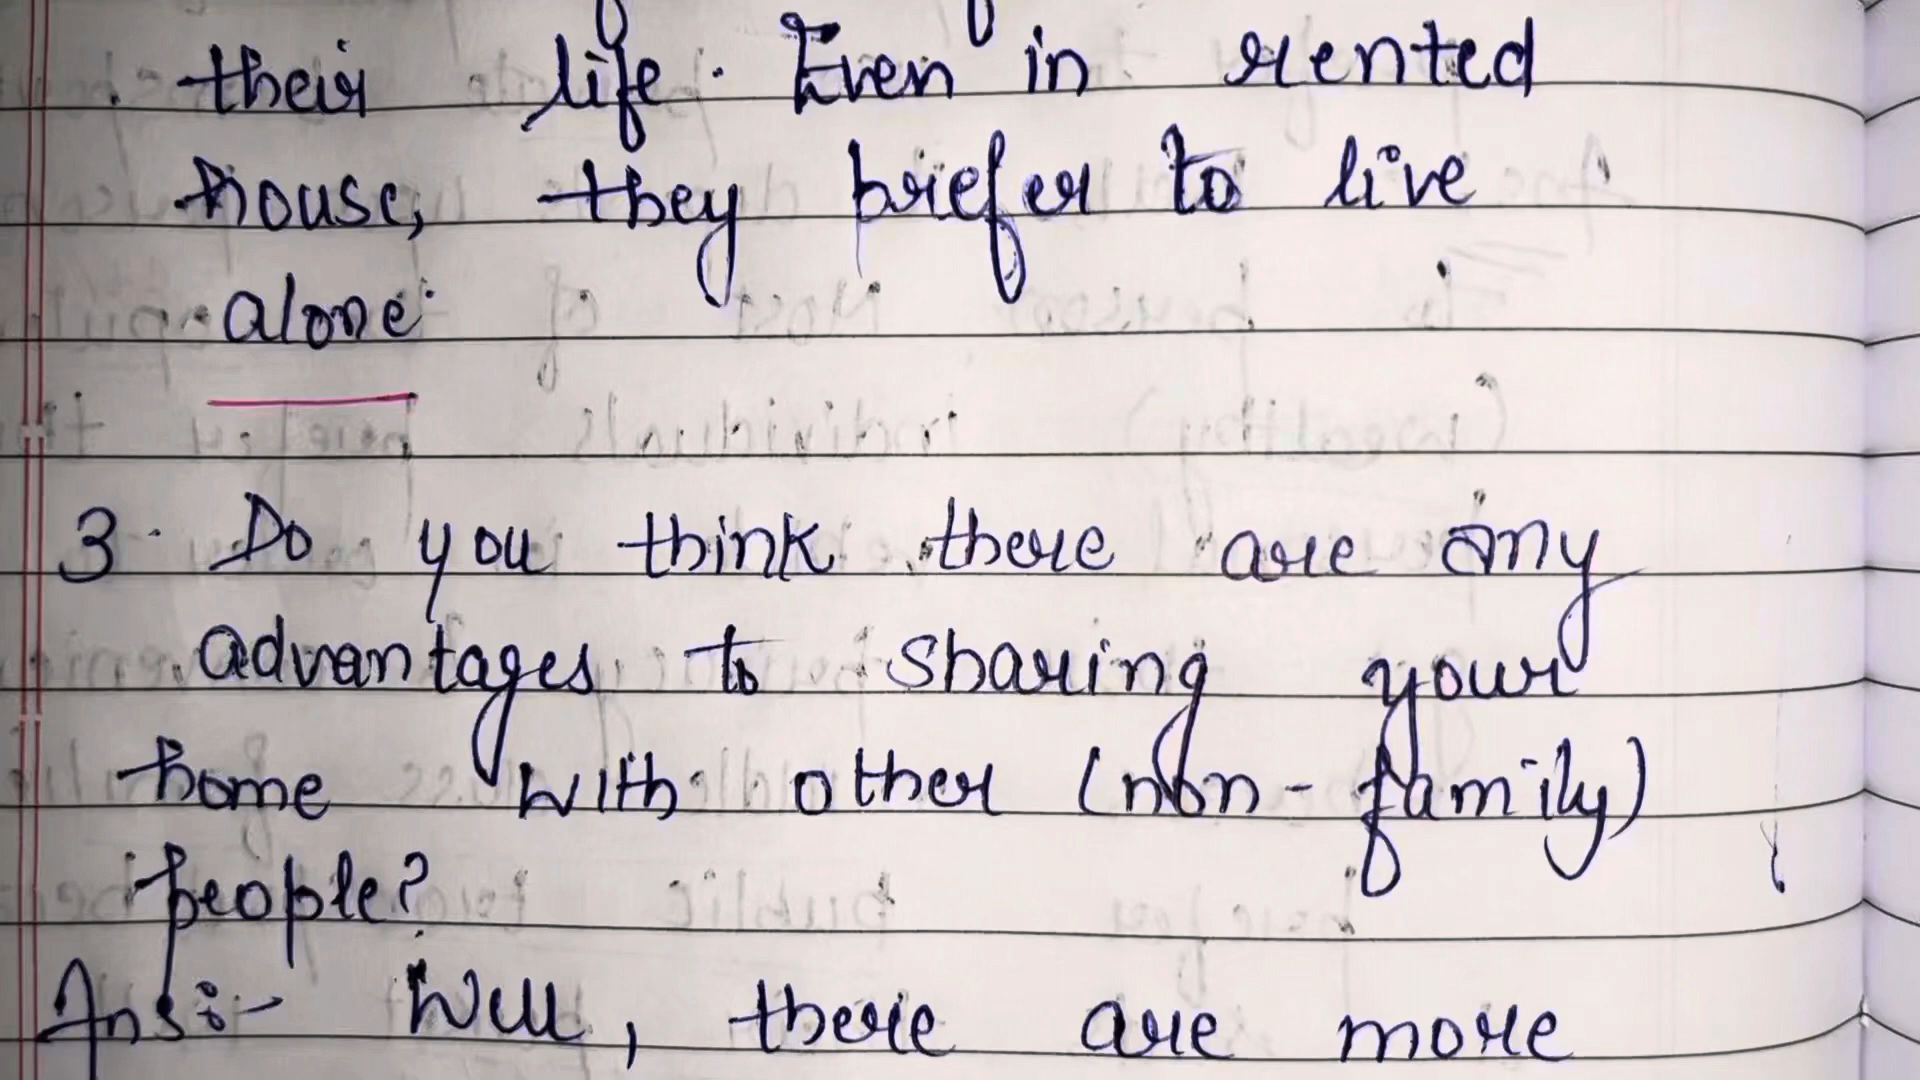 their life. Even in rented
house, they prefer to live
alone.
3. Do you think there are any
advantages to sharing your
home with other (non-family)
people?
Ans:- Well, there are more